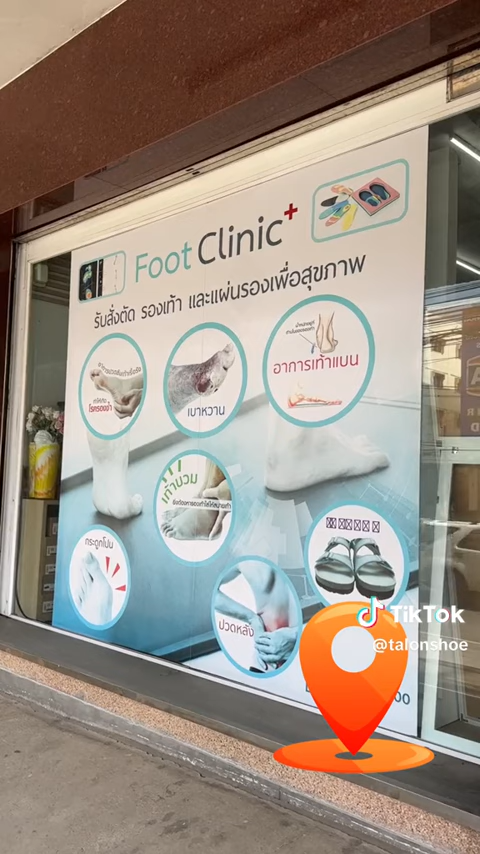 Foot Clinic+
รับสั่งตัด รองเท้า และแผ่นรองเพื่อสุขภาพ
โรครองช้ำ
เบาหวาน
อาการเท้าแบน
เท้าบวม
กระดูกโปน
ปวดหลัง
TikTok
@talonshoe
00